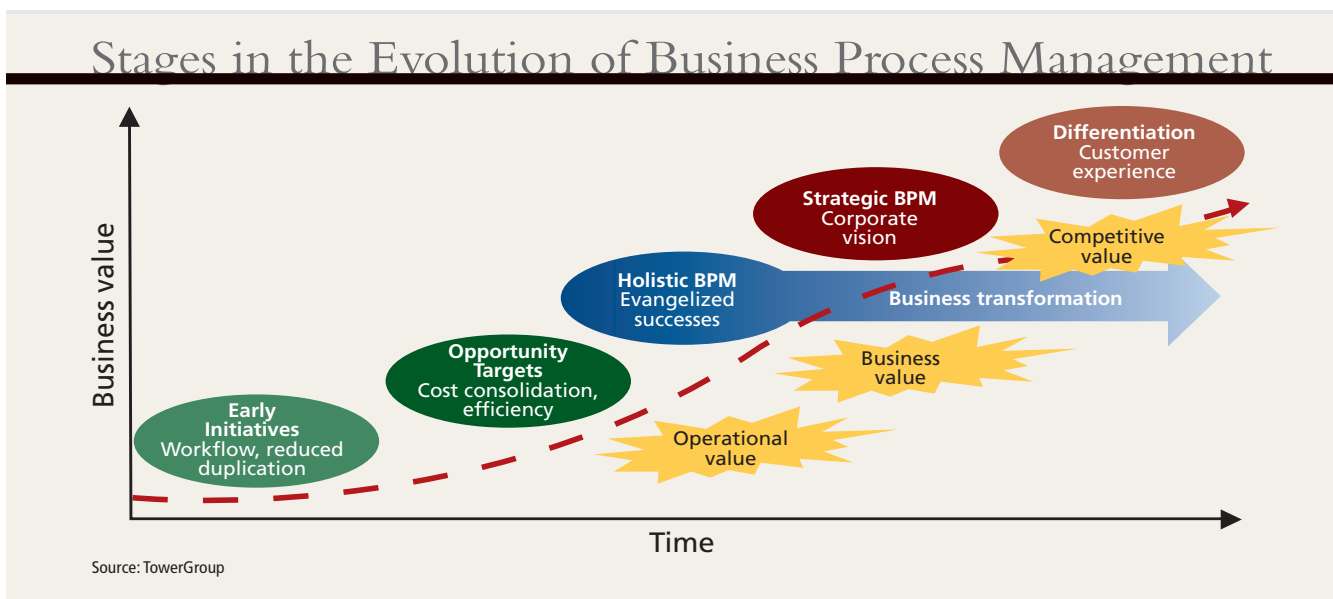 Stages in the Evolution of Business Process Management
Business value
Differentiation
Customer
experience
Strategic BPM
Corporate
vision
Competitive
value
Holistic BPM
Evangelized
successes
Business transformation
Opportunity
Targets
Cost consolidation,
efficiency
Business
value
Early
Initiatives
Workflow, reduced
duplication
Operational
value
Time
Source: TowerGroup